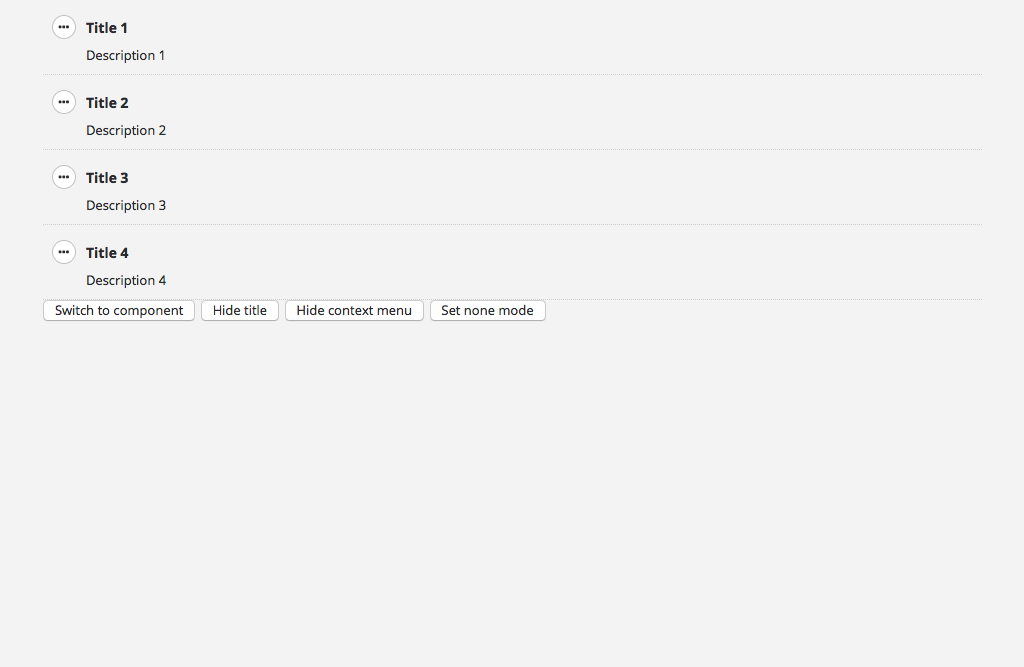 Title 1
Description 1
Title 2
Description 2
Title 3
Description 3
Title 4
Description 4
Switch to component Hide title Hide context menu Set none mode